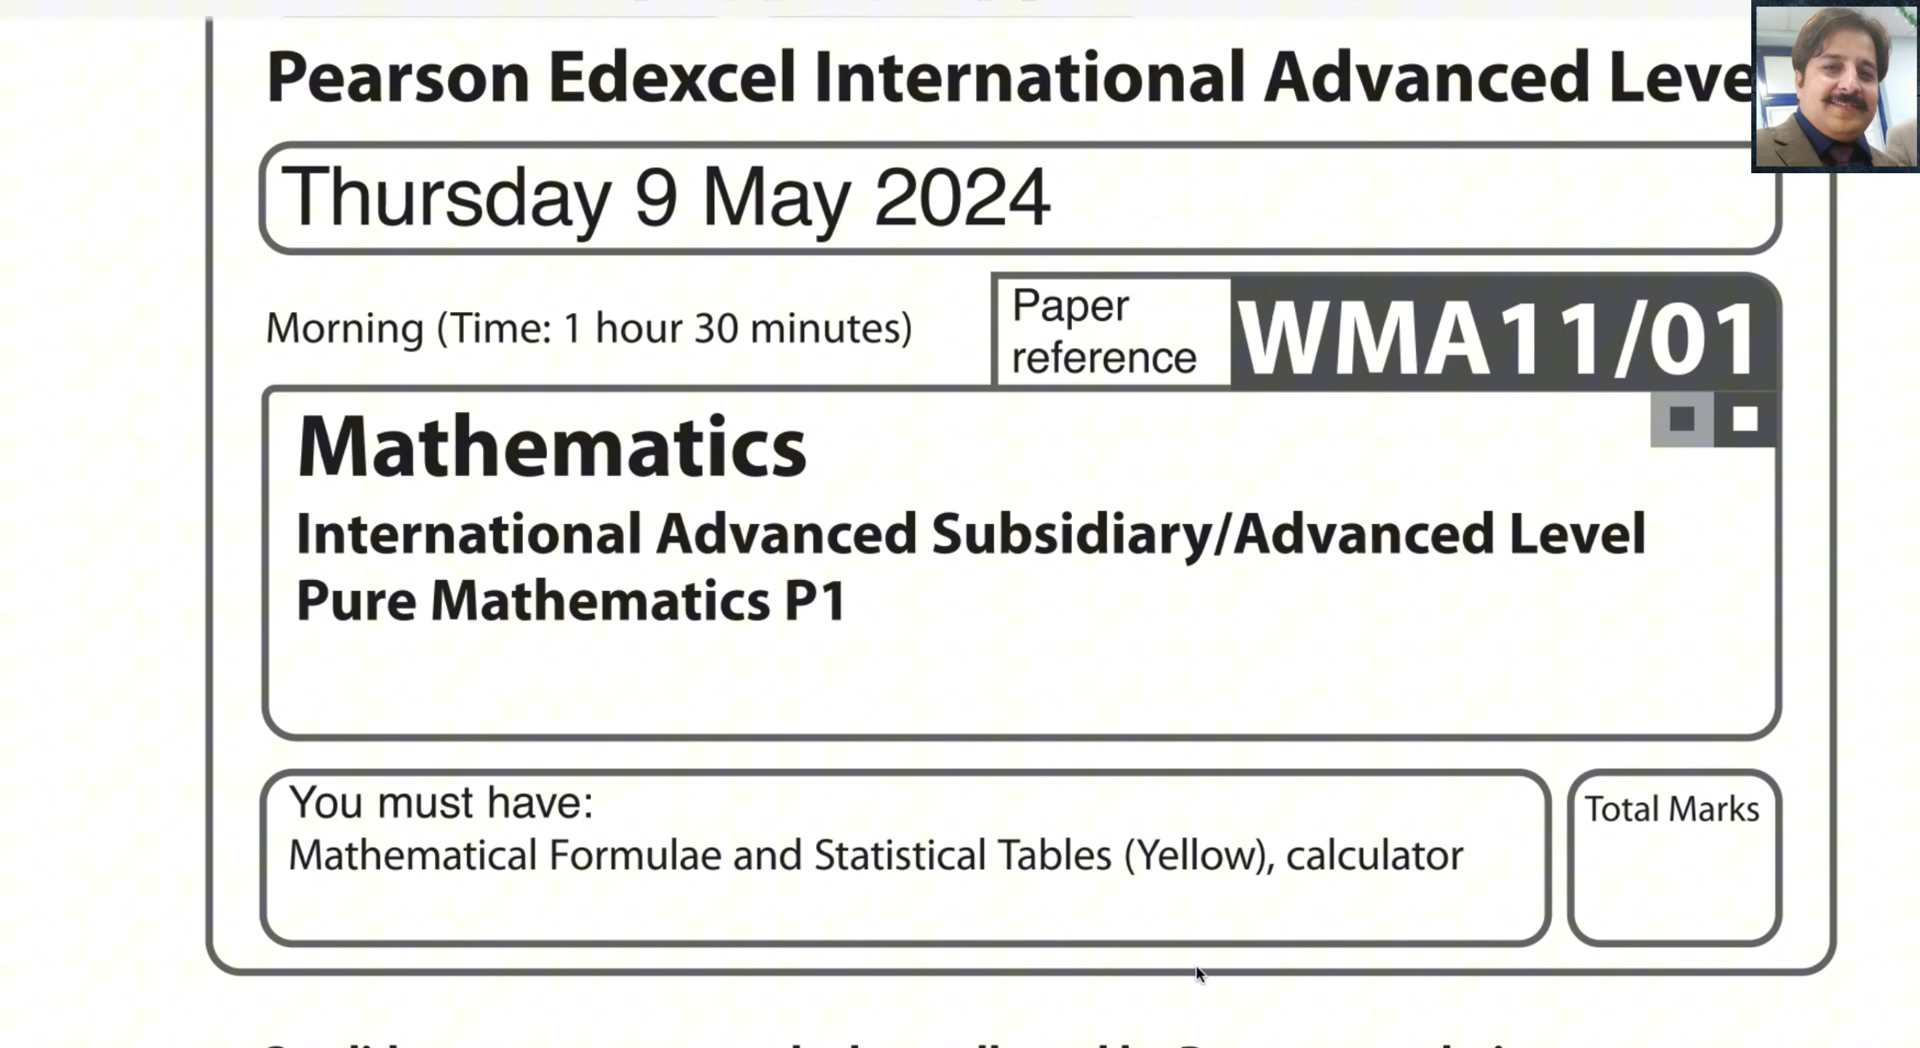 Pearson Edexcel International Advanced Leve
Thursday 9 May 2024
Morning (Time: 1 hour 30 minutes)
Paper
reference
WMA11/01
Mathematics
International Advanced Subsidiary/Advanced Level
Pure Mathematics P1
You must have:
Mathematical Formulae and Statistical Tables (Yellow), calculator
Total Marks